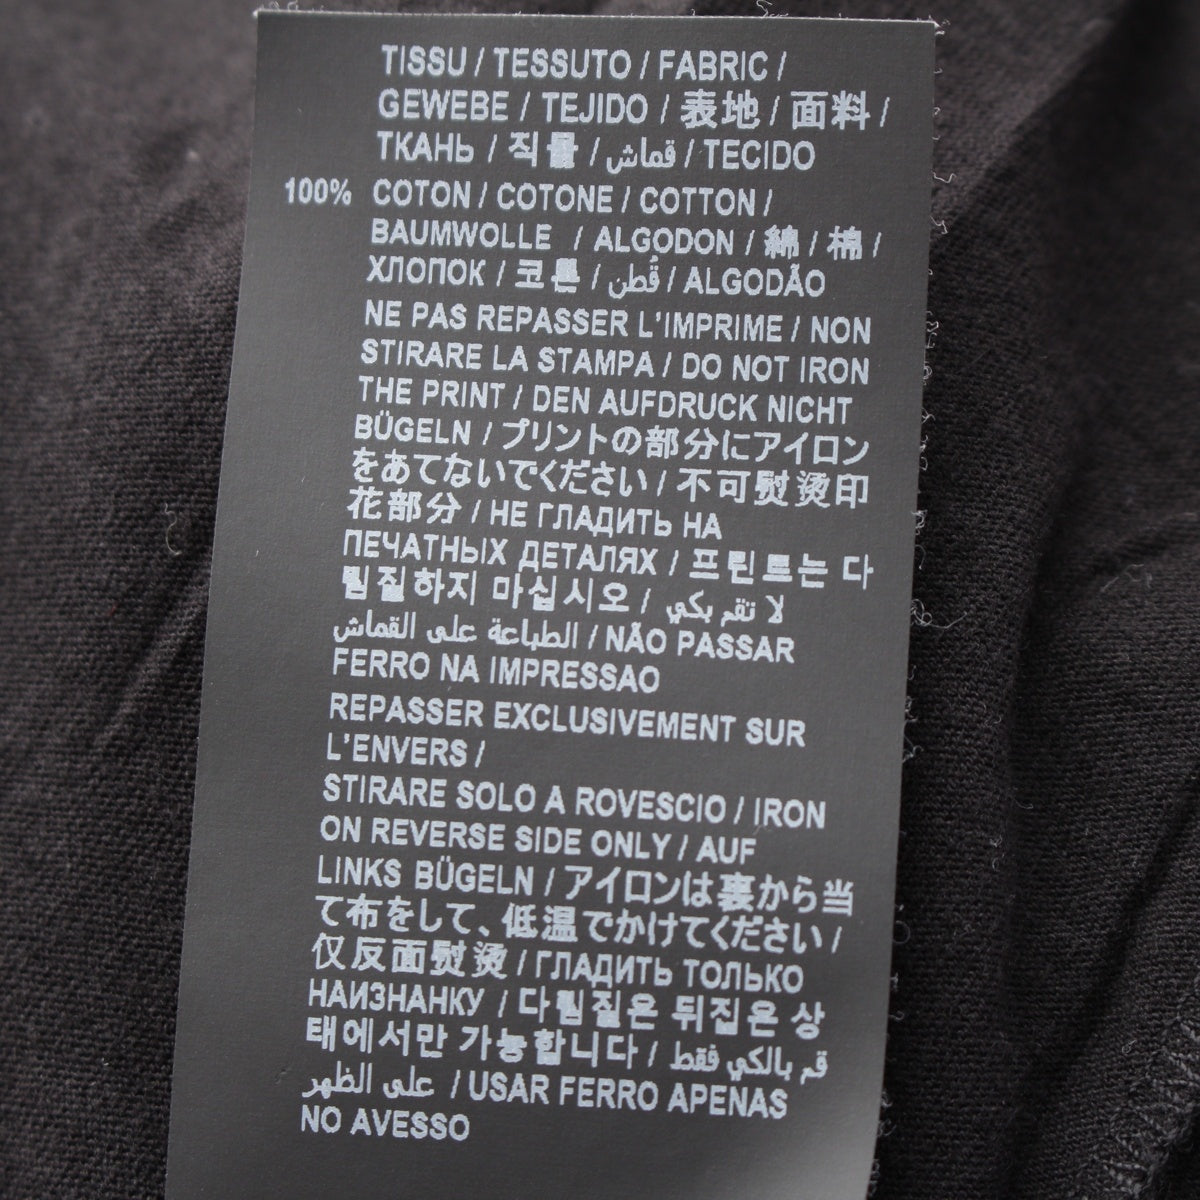 TISSU / TESSUTO / FABRIC /
GEWEBE / TEJIDO / 表地 / 面料 /
ТКАНЬ / 직물 / قماش / TECIDO
100% COTON / COTONE / COTTON /
BAUMWOLLE / ALGODON / 綿 / 棉 /
ХЛОПОК / 코튼 / قُطن / ALGODÃO
NE PAS REPASSER L'IMPRIME / NON
STIRARE LA STAMPA / DO NOT IRON
THE PRINT / DEN AUFDRUCK NICHT
BÜGELN / プリントの部分にアイロン
をあてないでください / 不可熨烫印
花部分 / НЕ ГЛАДИТЬ НА
ПЕЧАТНЫХ ДЕТАЛЯХ / 프린트는 다
림질하지 마십시오 / لا تقم بكي
الطباعة على القماش / NÃO PASSAR
FERRO NA IMPRESSAO
REPASSER EXCLUSIVEMENT SUR
L'ENVERS /
STIRARE SOLO A ROVESCIO / IRON
ON REVERSE SIDE ONLY / AUF
LINKS BÜGELN / アイロンは裏から当
て布をして、低温でかけてください /
仅反面熨烫 / ГЛАДИТЬ ТОЛЬКО
НАИЗНАНКУ / 다림질은 뒤집은 상
태에서만 가능합니다 / قم بالكي فقط
على الظهر / USAR FERRO APENAS
NO AVESSO